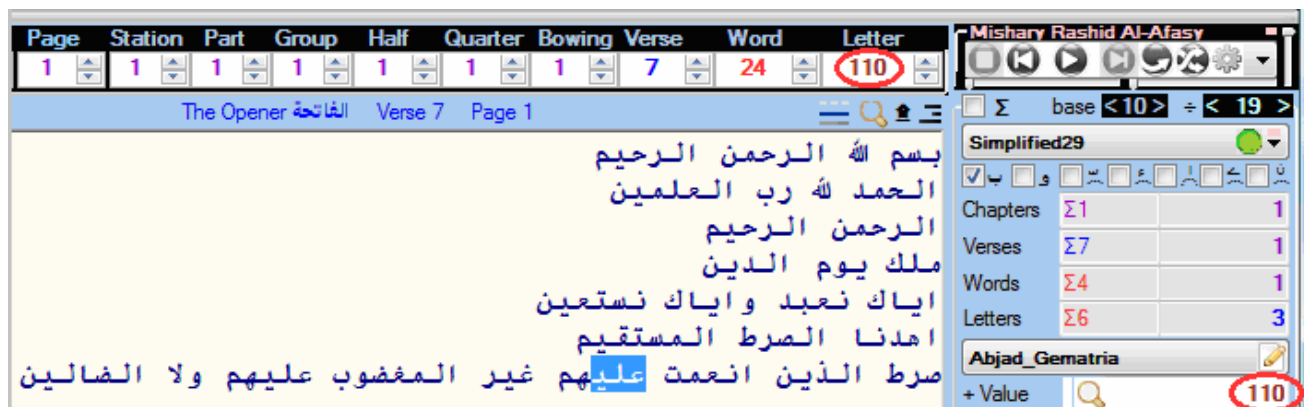 Page Station Part Group Half Quarter Bowing Verse Word Letter
1 1 1 1 1 1 1 7 24 110
The Opener الفاتحة Verse 7 Page 1
بسم الله الرحمن الرحيم
الحمد لله رب العلمين
الرحمن الرحيم
ملك يوم الدين
اياك نعبد واياك نستعين
اهدنا الصرط المستقيم
صرط الذين انعمت عليهم غير المغضوب عليهم ولا الضالين
Mishary Rashid Al-Afasy
Σ base <10> ÷ < 19 >
Simplified29
ب و
Chapters Σ1 1
Verses Σ7 1
Words Σ4 1
Letters Σ6 3
Abjad_Gematria
+ Value 110